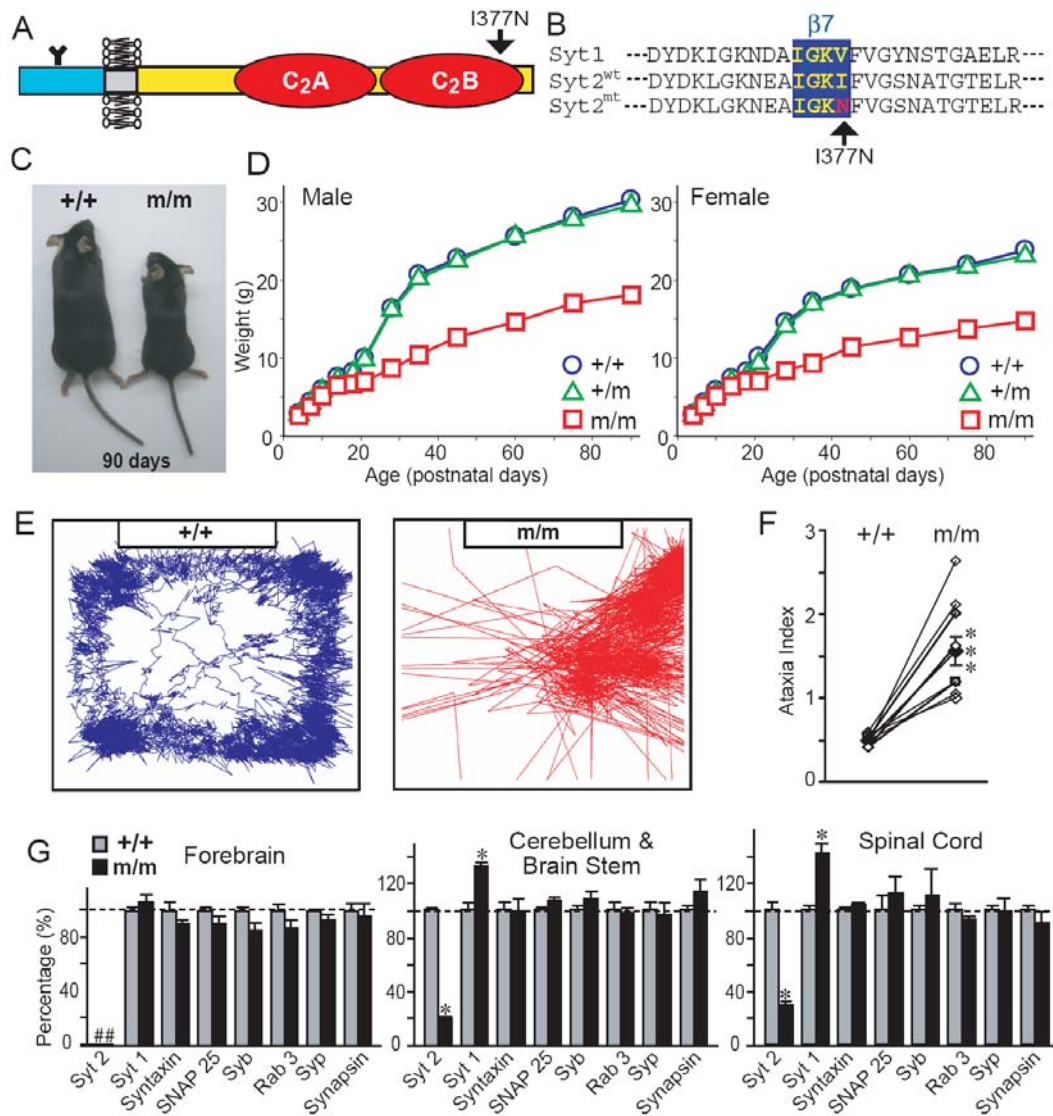 A
I377N
C2A
C2B
B
β7
Syt1 ---DYDKIGKNDAIGKVFVGYNSTGAELR---
Syt2wt ---DYDKLGKNEAIGKIFVGSNATGTELR---
Syt2mt ---DYDKLGKNEAIGKNFVGSNATGTELR---
I377N
C
+/+ m/m
90 days
D
Male
Weight (g)
30
20
10
0
0 20 40 60 80
Age (postnatal days)
+/+
+/m
m/m
Female
30
20
10
0
0 20 40 60 80
Age (postnatal days)
+/+
+/m
m/m
E
+/+
m/m
F
+/+ m/m
Ataxia Index
3
2
1
0
*
*
*
G
+/+
m/m
Forebrain
Percentage (%)
80
40
0
##
Syt 2 Syt 1 Syntaxin SNAP 25 Syb Rab 3 Syp Synapsin
Cerebellum &
Brain Stem
120
80
40
0
* *
Syt 2 Syt 1 Syntaxin SNAP 25 Syb Rab 3 Syp Synapsin
Spinal Cord
120
80
40
0
* *
Syt 2 Syt 1 Syntaxin SNAP 25 Syb Rab 3 Syp Synapsin